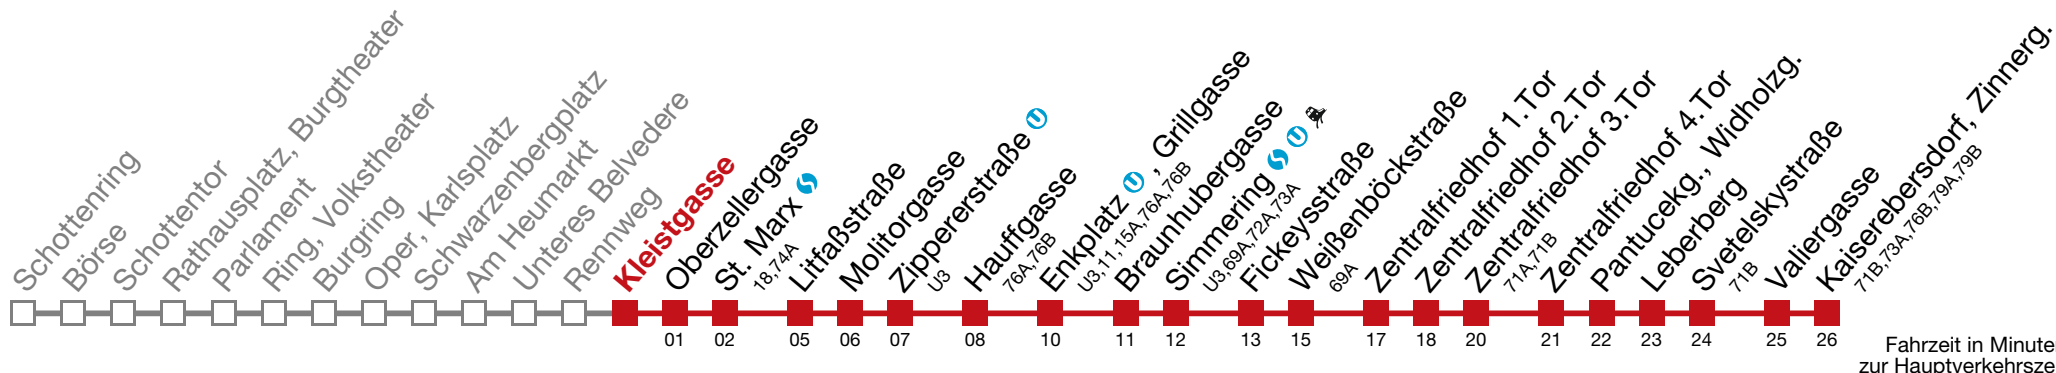 Schottenring
Börse
Schottentor
Rathausplatz, Burgtheater
Parlament
Ring, Volkstheater
Burgring
Oper, Karlsplatz
Schwarzenbergplatz
Am Heumarkt
Unteres Belvedere
Rennweg
Kleistgasse
Oberzellergasse
St. Marx
18,74A
Litfaßstraße
Molitorgasse
Zippererstraße U
U3
Hauffgasse
76A,76B
Enkplatz U , Grillgasse
U3,11,15A,76A,76B
Braunhubergasse
Simmering U
U3,69A,72A,73A
Fickeysstraße
Weißenböckstraße
69A
Zentralfriedhof 1.Tor
Zentralfriedhof 2.Tor
Zentralfriedhof 3.Tor
71A,71B
Zentralfriedhof 4.Tor
Pantucekg., Widholzg.
Leberberg
Svetelskystraße
71B
Valiergasse
Kaiserebersdorf, Zinnerg.
71B,73A,76B,79A,79B
01 02 05 06 07 08 10 11 12 13 15 17 18 20 21 22 23 24 25 26
Fahrzeit in Minuten
zur Hauptverkehrsze